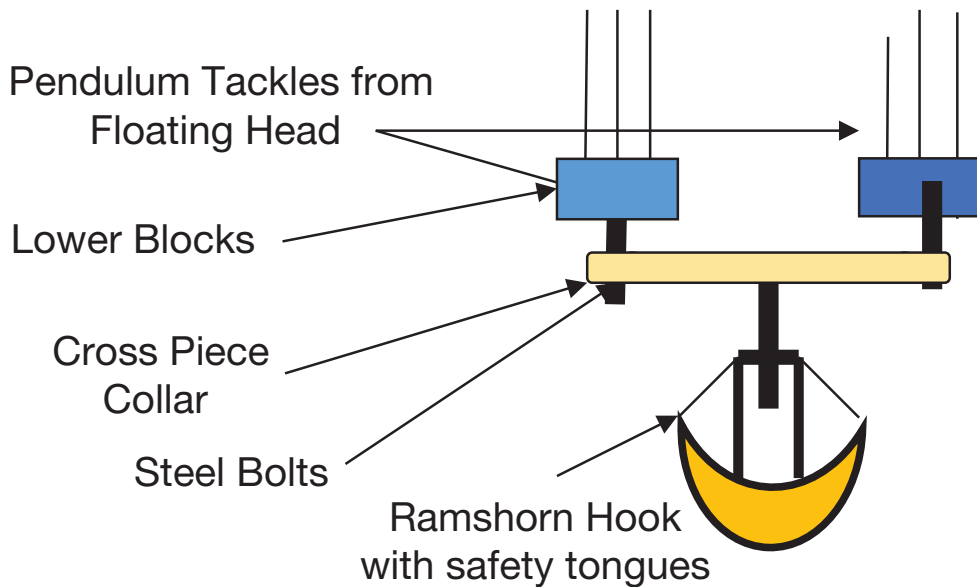 Pendulum Tackles from
Floating Head
Lower Blocks
Cross Piece
Collar
Steel Bolts
Ramshorn Hook
with safety tongues